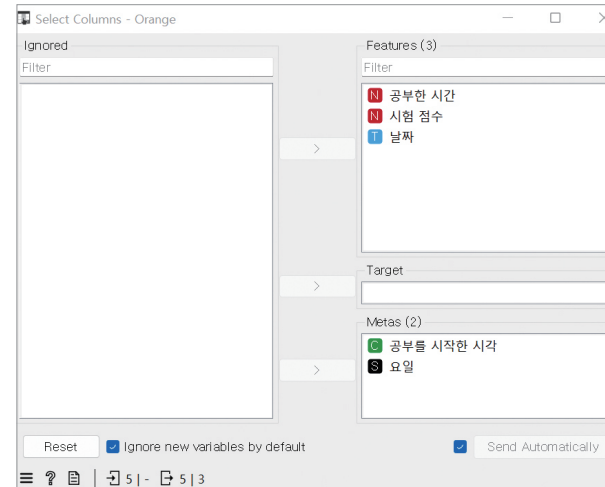 Select Columns - Orange
Ignored
Filter
Features (3)
Filter
N 공부한 시간
N 시험 점수
T 날짜
>
Target
>
Metas (2)
C 공부를 시작한 시각
S 요일
>
Reset
Ignore new variables by default
Send Automatically
? 5 | - 5 | 3